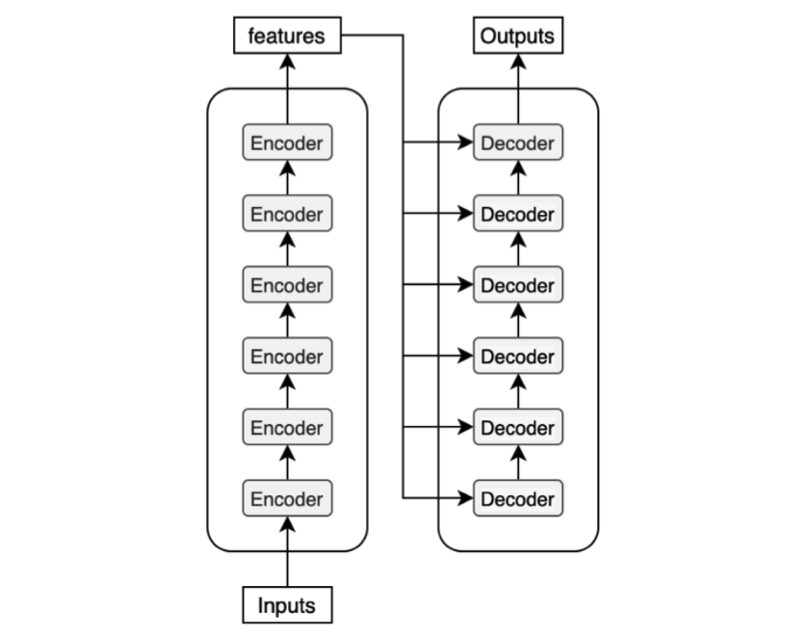 features
Encoder
Encoder
Encoder
Encoder
Encoder
Encoder
Inputs
Outputs
Decoder
Decoder
Decoder
Decoder
Decoder
Decoder